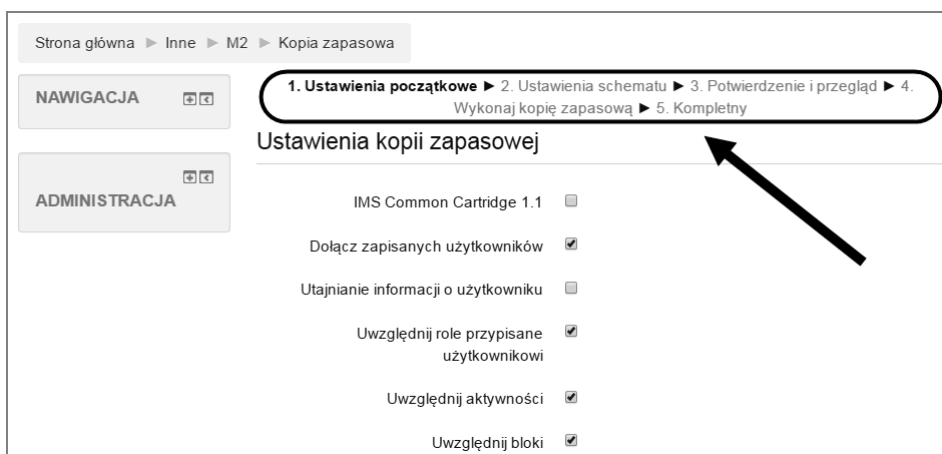 Strona główna ► Inne ► M2 ► Kopia zapasowa
NAWIGACJA
ADMINISTRACJA
1. Ustawienia początkowe ► 2. Ustawienia schematu ► 3. Potwierdzenie i przegląd ► 4.
Wykonaj kopię zapasową ► 5. Kompletny
Ustawienia kopii zapasowej
IMS Common Cartridge 1.1
Dołącz zapisanych użytkowników
Utajnianie informacji o użytkowniku
Uwzględnij role przypisane
użytkownikowi
Uwzględnij aktywności
Uwzględnij bloki